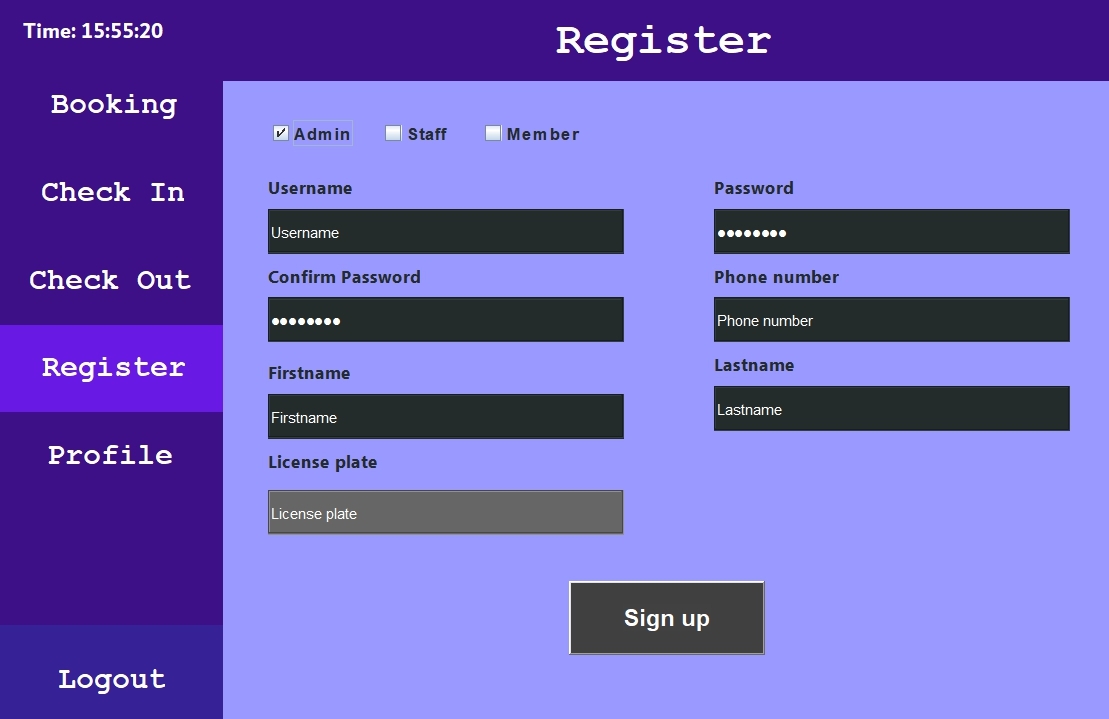 Time: 15:55:20
Register
Booking
Check In
Check Out
Register
Profile
Logout
Admin Staff Member
Username Password
Username ●●●●●●●●
Confirm Password Phone number
●●●●●●●● Phone number
Firstname Lastname
Firstname Lastname
License plate
License plate
Sign up